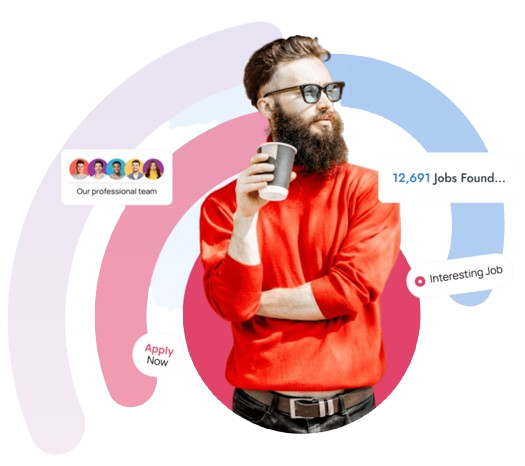 Our professional team
12,691 Jobs Found...
Interesting Job
Apply
Now